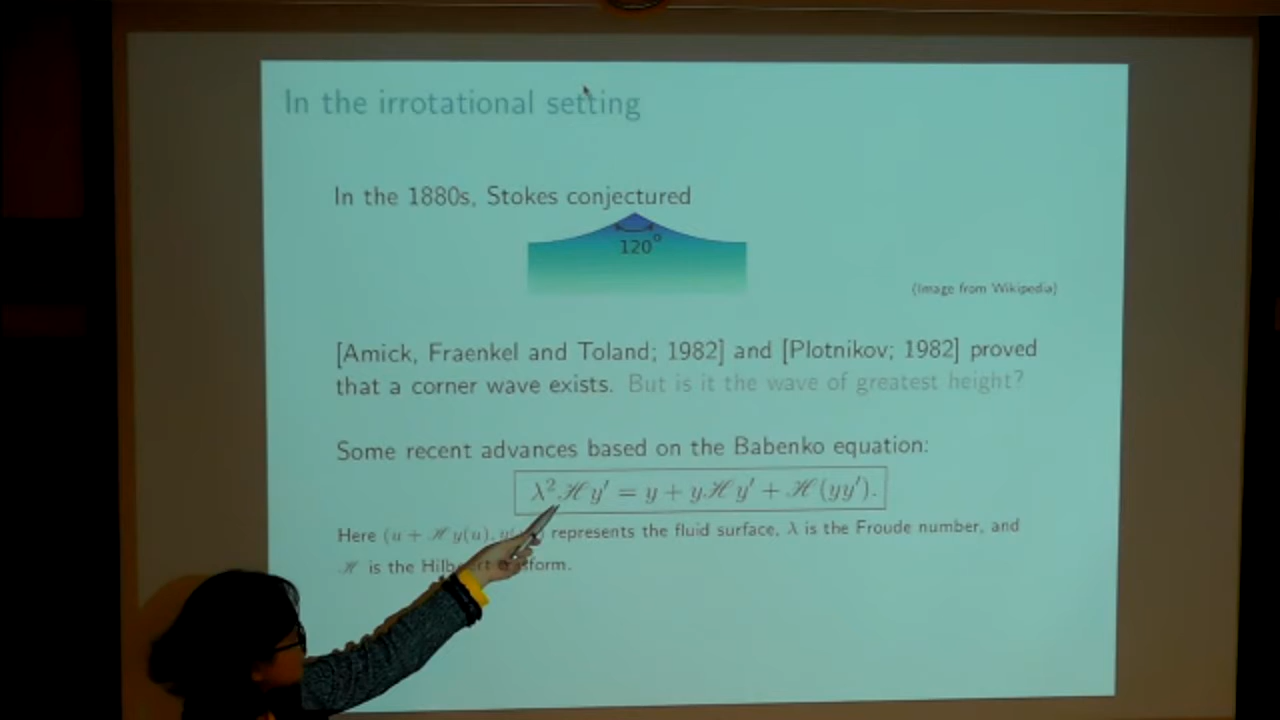 In the irrotational setting
In the 1880s, Stokes conjectured
120°
(Image from Wikipedia)
[Amick, Fraenkel and Toland; 1982] and [Plotnikov; 1982] proved
that a corner wave exists. But is it the wave of greatest height?
Some recent advances based on the Babenko equation:
λ²ℋy′ = y + yℋy′ + ℋ(yy′).
Here (u + ℋy(u), represents the fluid surface, λ is the Froude number, and
ℋ is the